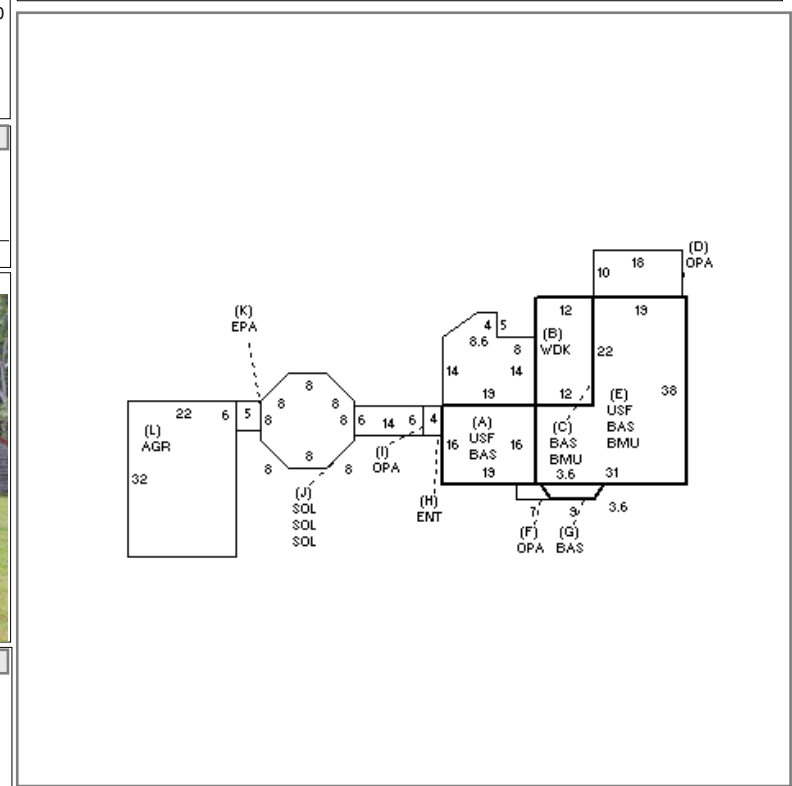 (D)
OPA
18
10
12
19
(K)
EPA
4 5
8.6
8
(B)
WDK
22
14
14
8
38
8
8
19
12
(E)
USF
BAS
BMU
22
6
5
8
8
6
14
6
4
(A)
USF
BAS
(C)
BAS
BMU
(L)
AGR
16
16
(I)
OPA
8
19
3.6
31
32
8
8
(J)
SOL
SOL
SOL
(H)
ENT
7
9
3.6
(F)
OPA
(G)
BAS